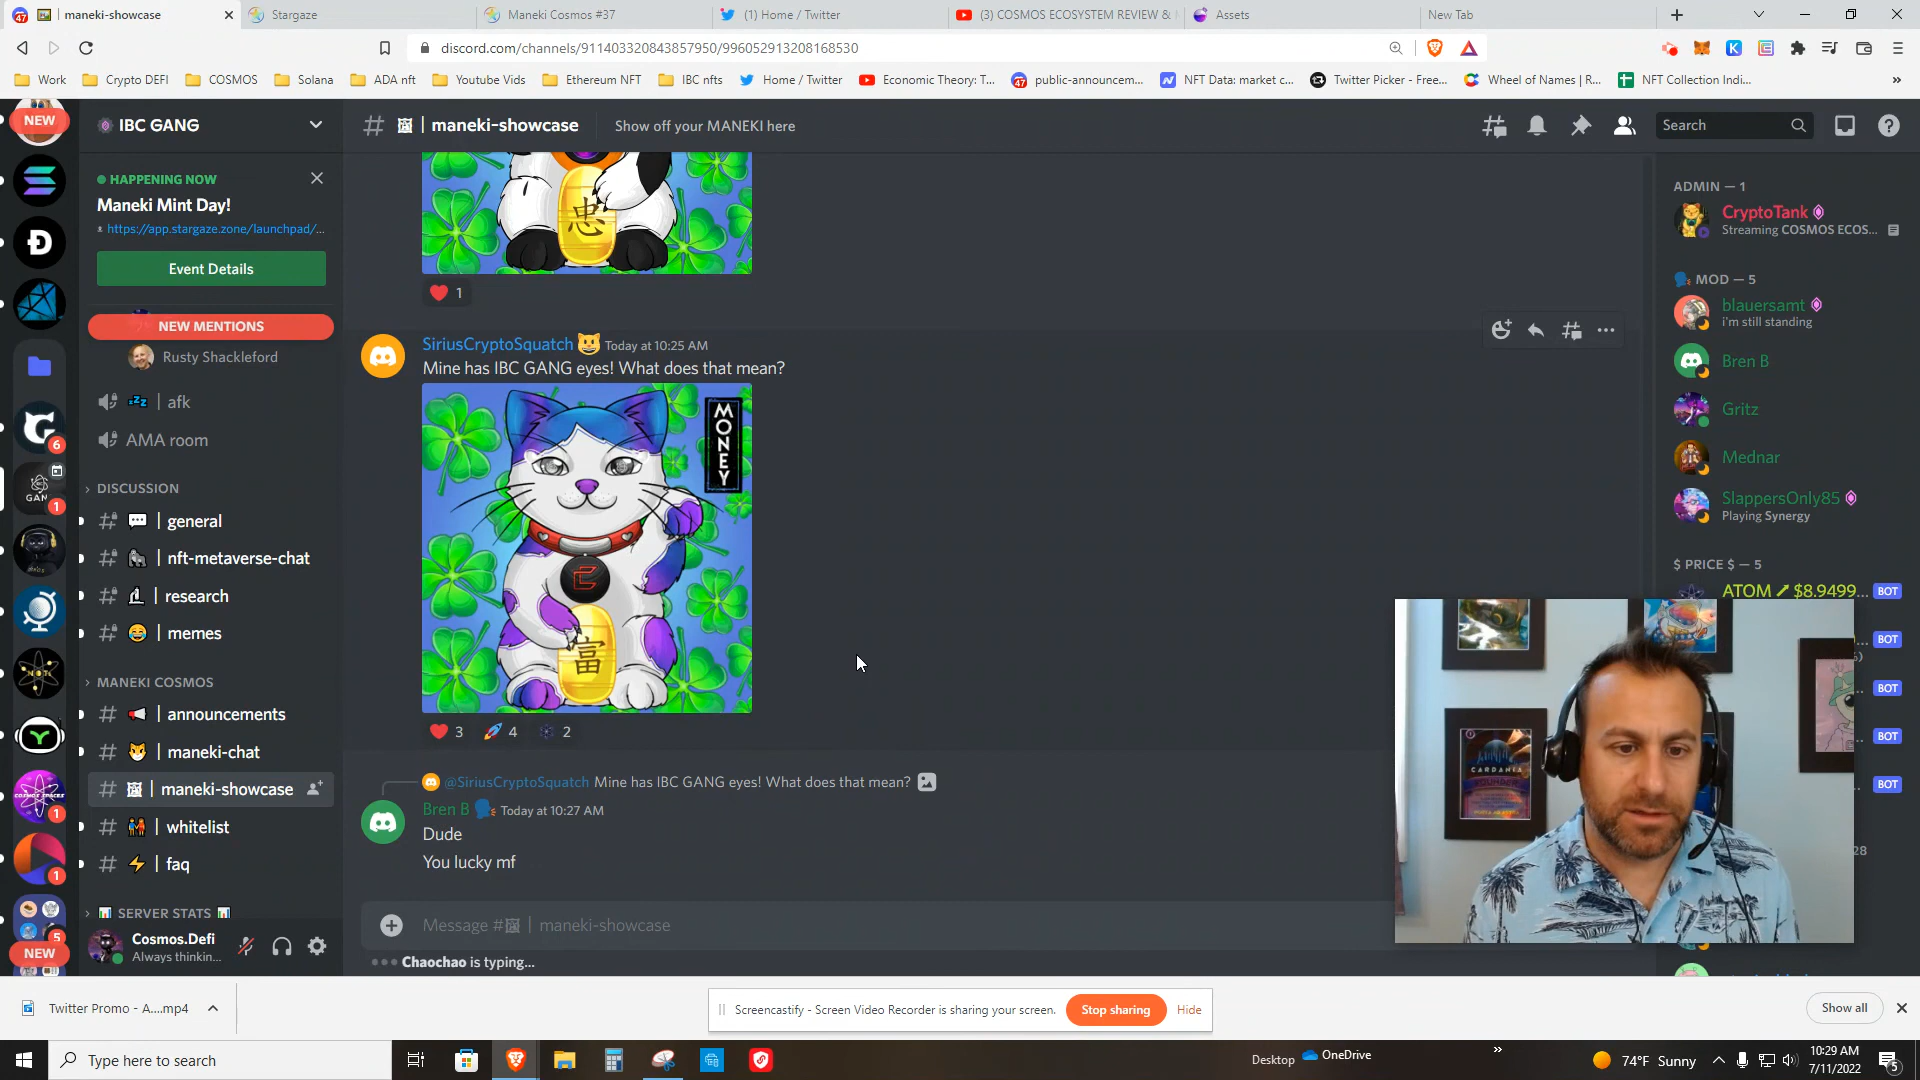 maneki-showcase
Stargaze
Maneki Cosmos #37
(1) Home / Twitter
(3) COSMOS ECOSYSTEM REVIEW &
Assets
New Tab
discord.com/channels/911403320843857950/996052913208168530
Work
Crypto DEFI
COSMOS
Solana
ADA nft
Youtube Vids
Ethereum NFT
IBC nfts
Home / Twitter
Economic Theory: T...
public-announcem...
NFT Data: market c...
Twitter Picker - Free...
Wheel of Names | R...
NFT Collection Indi...
NEW
IBC GANG
# | maneki-showcase
Show off your MANEKI here
Search
HAPPENING NOW
Maneki Mint Day!
https://app.stargaze.zone/launchpad/...
Event Details
NEW MENTIONS
Rusty Shackleford
💤 | afk
AMA room
DISCUSSION
# 💬 | general
# | nft-metaverse-chat
# | research
# 😂 | memes
MANEKI COSMOS
# | announcements
# | maneki-chat
# | maneki-showcase
# | whitelist
# ⚡ | faq
📊 SERVER STATS 📊
Cosmos.Defi
Always thinkin...
NEW
6
1
1
1
5
忠
❤️ 1
SiriusCryptoSquatch 😺 Today at 10:25 AM
Mine has IBC GANG eyes! What does that mean?
MONEY
富
❤️ 3 🚀 4 ⚛ 2
@SiriusCryptoSquatch Mine has IBC GANG eyes! What does that mean?
Bren B Today at 10:27 AM
Dude
You lucky mf
Message # | maneki-showcase
Chaochao is typing...
ADMIN — 1
CryptoTank
Streaming COSMOS ECOS...
MOD — 5
blauersamt
i'm still standing
Bren B
Gritz
Mednar
SlappersOnly85
Playing Synergy
$ PRICE $ — 5
ATOM ↗ $8.9499... BOT
BOT
BOT
BOT
BOT
28
CARDANIA
Twitter Promo - A....mp4
Screencastify - Screen Video Recorder is sharing your screen.
Stop sharing
Hide
Show all
Type here to search
Desktop
OneDrive
74°F Sunny
10:29 AM
7/11/2022
5